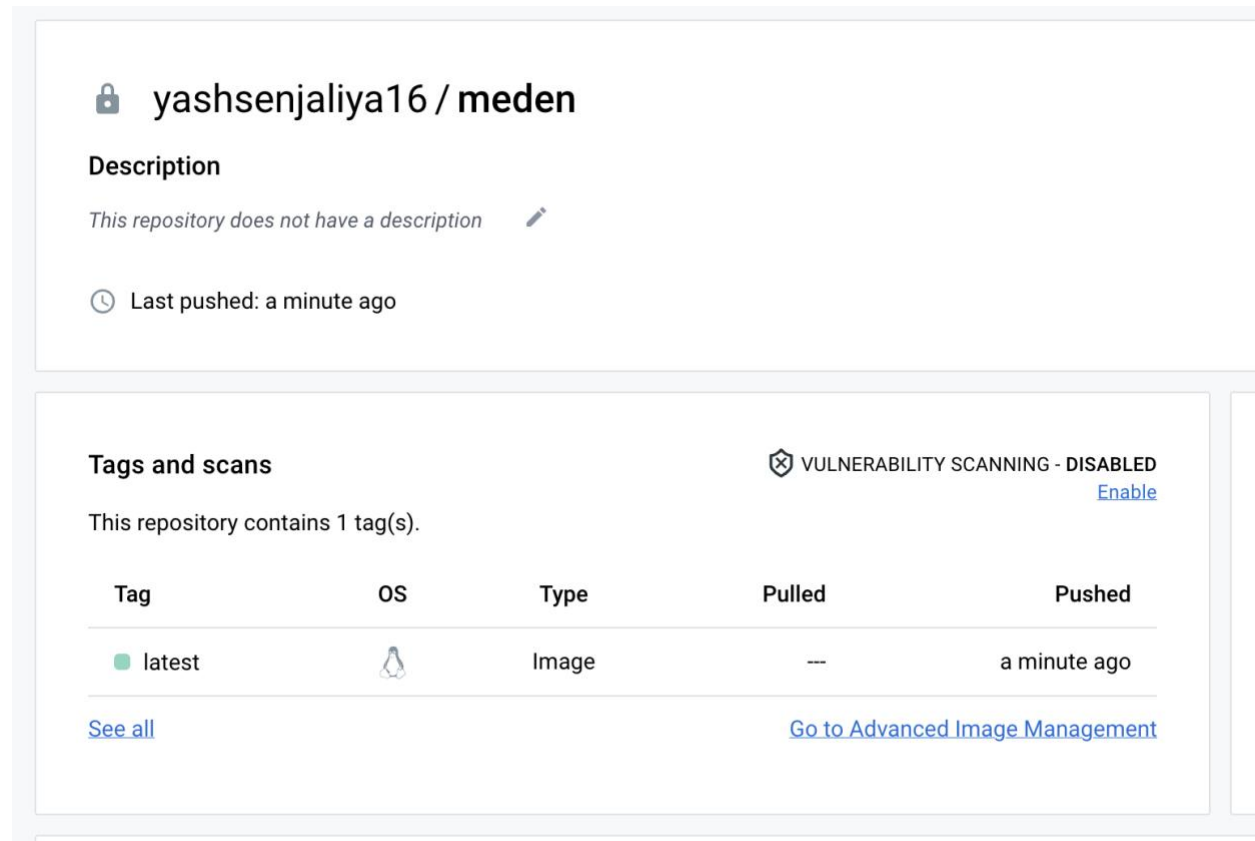 yashsenjaliya16 / meden
Description
This repository does not have a description
Last pushed: a minute ago
Tags and scans
VULNERABILITY SCANNING - DISABLED
Enable
This repository contains 1 tag(s).
Tag OS Type Pulled Pushed
latest Image --- a minute ago
See all Go to Advanced Image Management